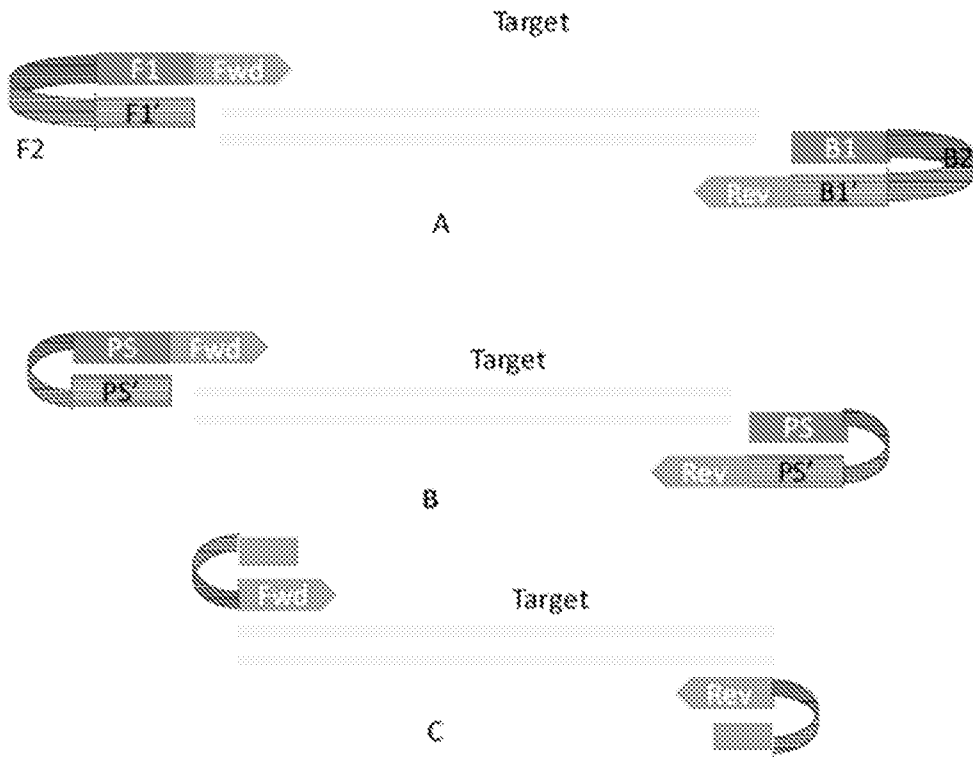 Target
F1 Fwd
F1'
F2
B1
B2
Rev B1'
A
PS Fwd
Target
PS'
PS
Rev PS'
B
Fwd
Target
Rev
C